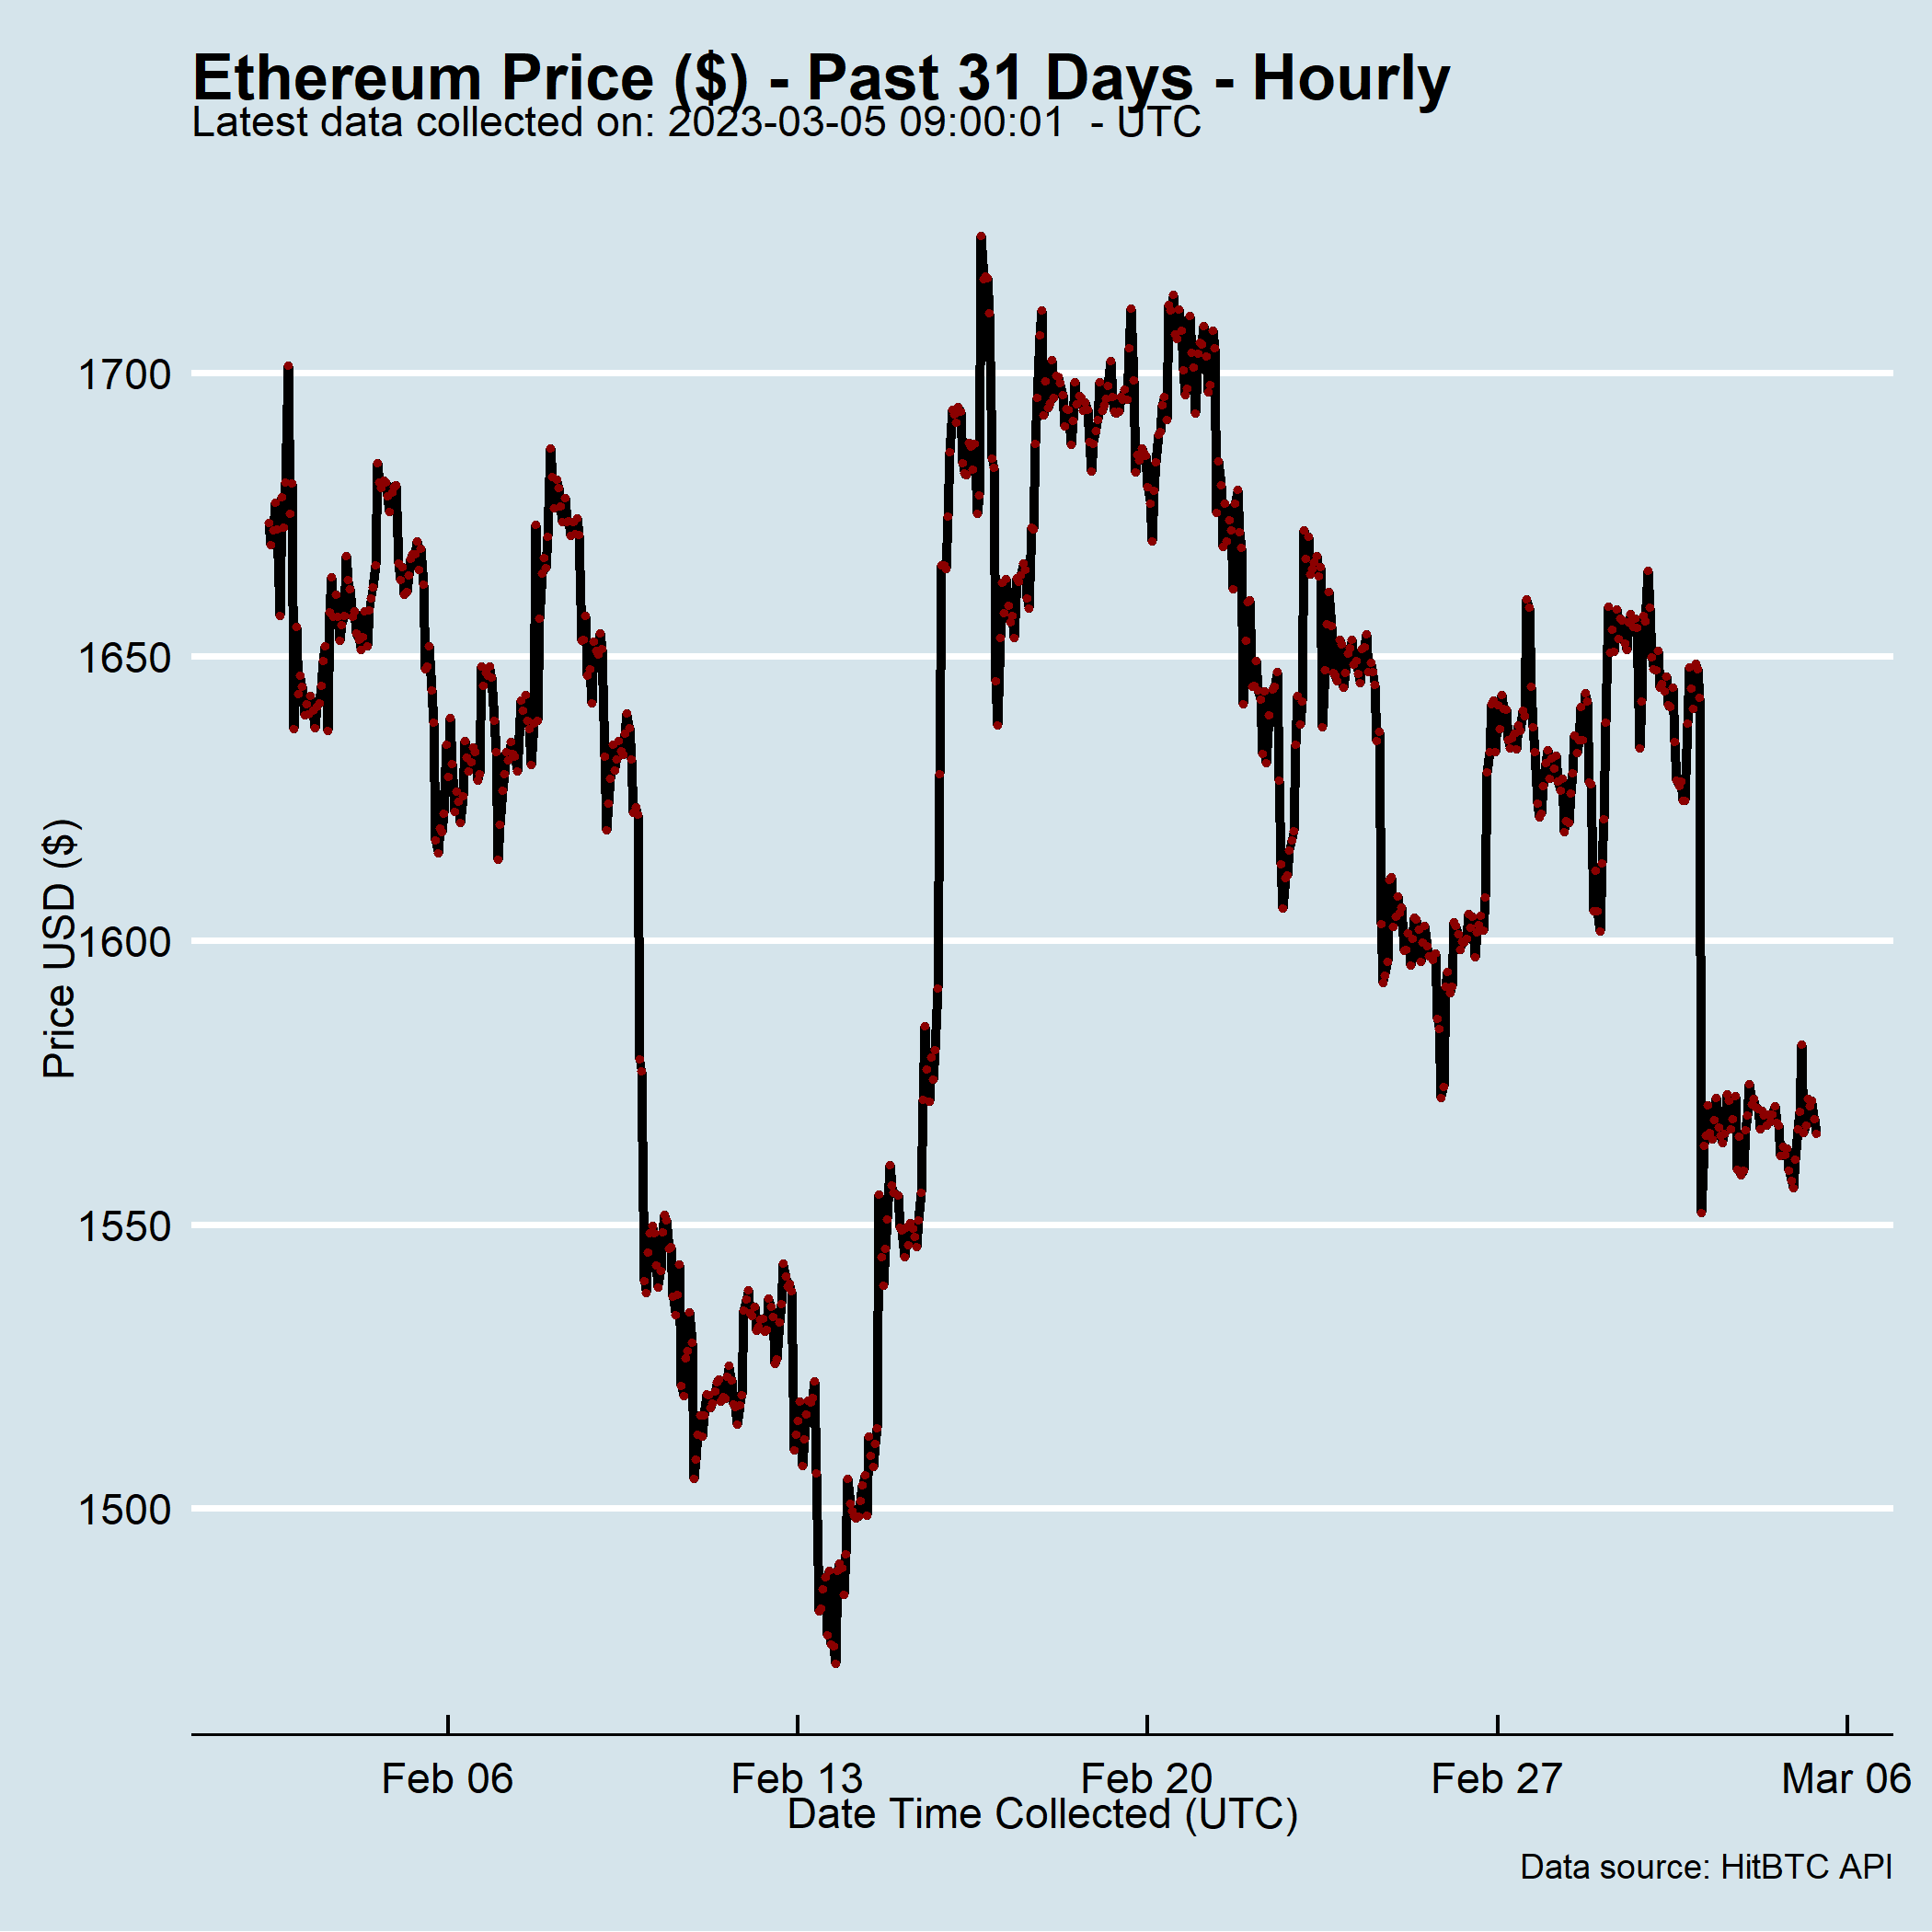 Ethereum Price ($) - Past 31 Days - Hourly
Latest data collected on: 2023-03-05 09:00:01  - UTC
Price USD ($)
1700
1650
1600
1550
1500
Feb 06
Feb 13
Feb 20
Feb 27
Mar 06
Date Time Collected (UTC)
Data source: HitBTC API